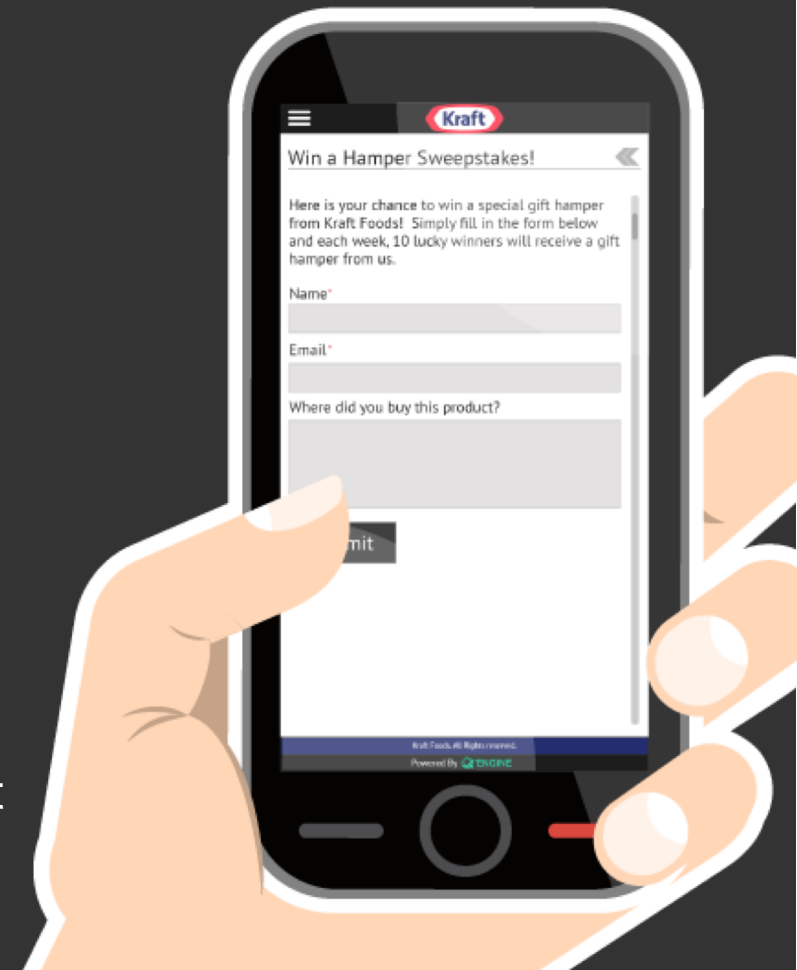 Kraft
Win a Hamper Sweepstakes!
Here is your chance to win a special gift hamper
from Kraft Foods! Simply fill in the form below
and each week, 10 lucky winners will receive a gift
hamper from us.
Name*
Email*
Where did you buy this product?
mit
Kraft Foods. All Rights reserved.
Powered By QRENGINE
t